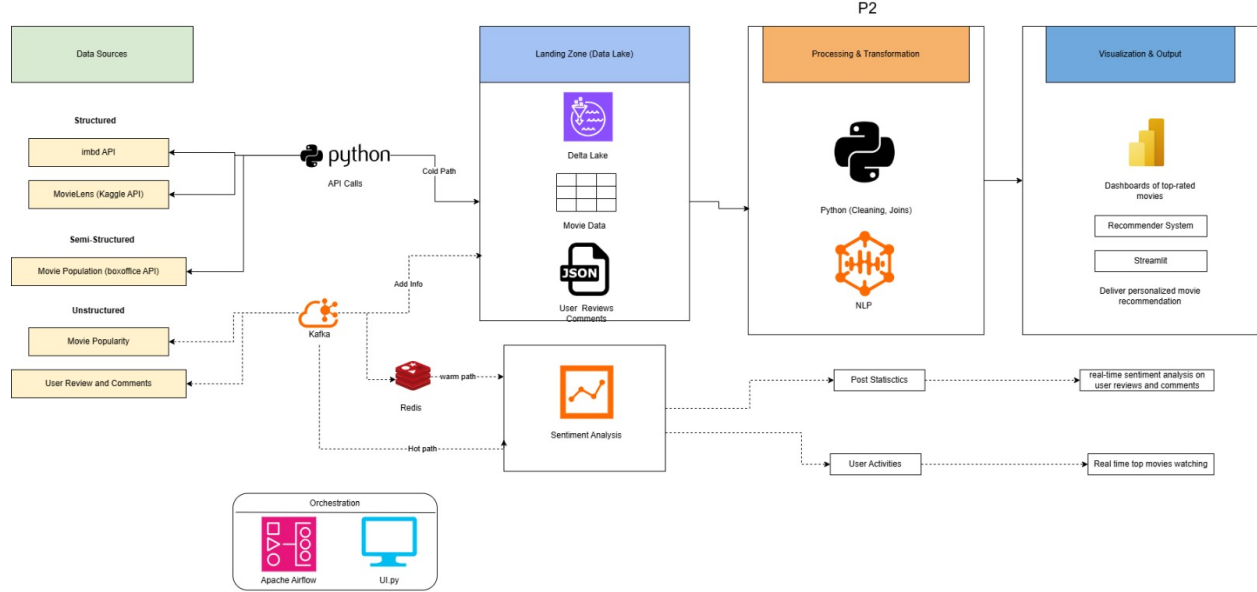 P2
Data Sources
Landing Zone (Data Lake)
Processing & Transformation
Visualization & Output
Structured
imbd API
MovieLens (Kaggle API)
Semi-Structured
Movie Population (boxoffice API)
Unstructured
Movie Popularity
User Review and Comments
python
API Calls
Cold Path
Kafka
Add Info
Redis
warm path
Hot path
Delta Lake
Movie Data
JSON
User Reviews
Comments
Sentiment Analysis
Python (Cleaning, Joins)
NLP
Dashboards of top-rated
movies
Recommender System
Streamlit
Deliver personalized movie
recommendation
Post Statisctics
real-time sentiment analysis on
user reviews and comments
User Activities
Real time top movies watching
Orchestration
Apache Airflow
UI.py